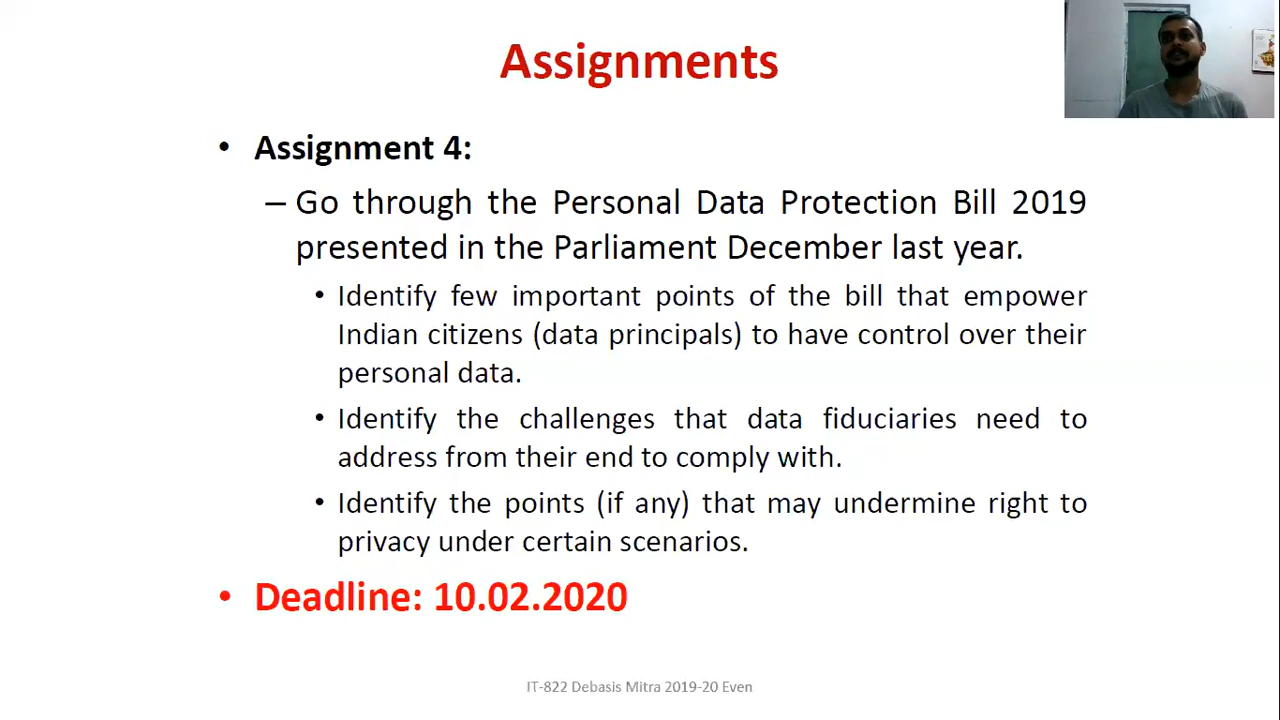 Assignments
• Assignment 4:
– Go through the Personal Data Protection Bill 2019
presented in the Parliament December last year.
• Identify few important points of the bill that empower
Indian citizens (data principals) to have control over their
personal data.
• Identify the challenges that data fiduciaries need to
address from their end to comply with.
• Identify the points (if any) that may undermine right to
privacy under certain scenarios.
• Deadline: 10.02.2020
IT-822 Debasis Mitra 2019-20 Even